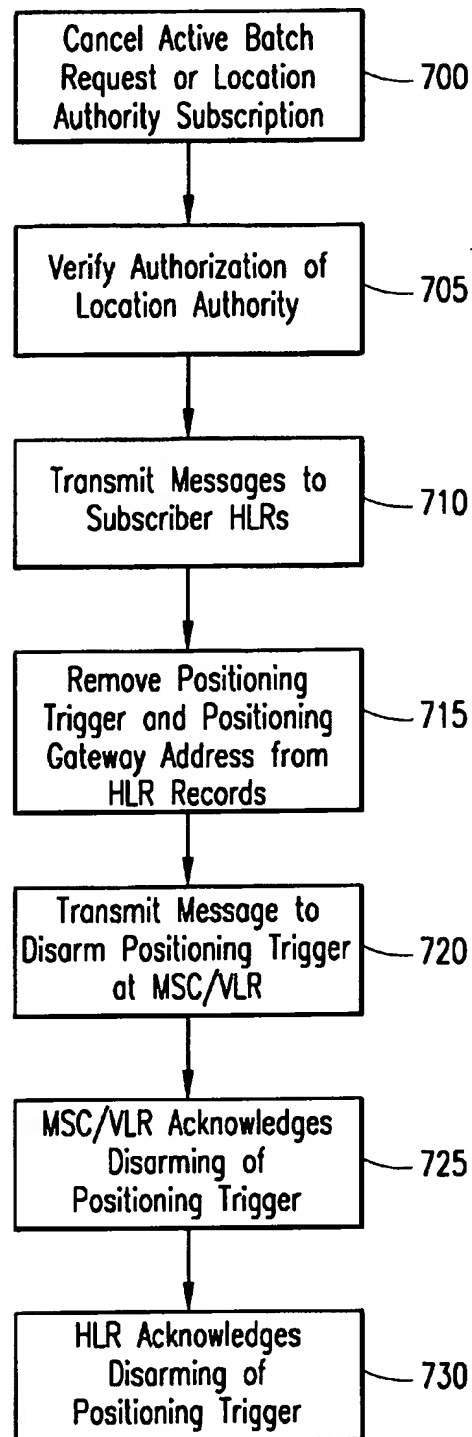 Cancel Active Batch
Request or Location
Authority Subscription
700
Verify Authorization of
Location Authority
705
Transmit Messages to
Subscriber HLRs
710
Remove Positioning
Trigger and Positioning
Gateway Address from
HLR Records
715
Transmit Message to
Disarm Positioning Trigger
at MSC/VLR
720
MSC/VLR Acknowledges
Disarming of
Positioning Trigger
725
HLR Acknowledges
Disarming of
Positioning Trigger
730